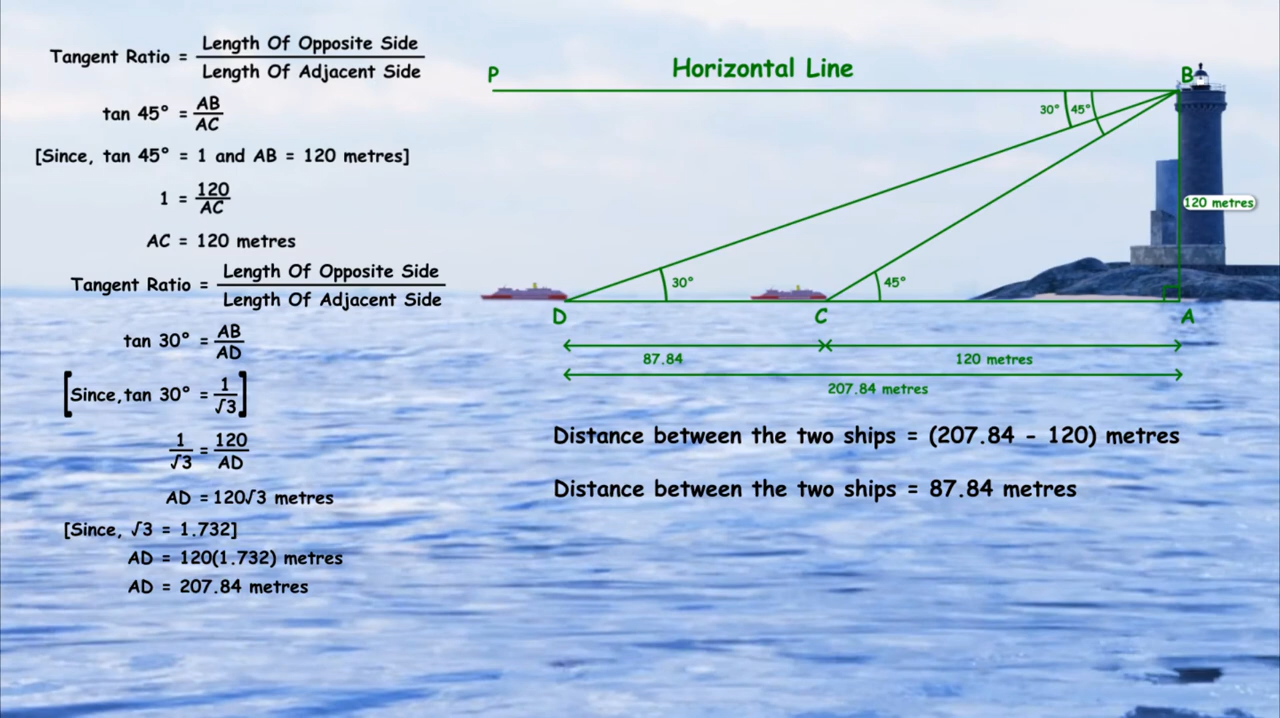 Tangent Ratio = Length Of Opposite Side / Length Of Adjacent Side
tan 45° = AB / AC
[Since, tan 45° = 1 and AB = 120 metres]
1 = 120 / AC
AC = 120 metres
Tangent Ratio = Length Of Opposite Side / Length Of Adjacent Side
tan 30° = AB / AD
[Since,tan 30° = 1 / √3]
1 / √3 = 120 / AD
AD = 120√3 metres
[Since, √3 = 1.732]
AD = 120(1.732) metres
AD = 207.84 metres
P Horizontal Line B
30° 45°
120 metres
30° 45°
D C A
87.84 120 metres
207.84 metres
Distance between the two ships = (207.84 - 120) metres
Distance between the two ships = 87.84 metres